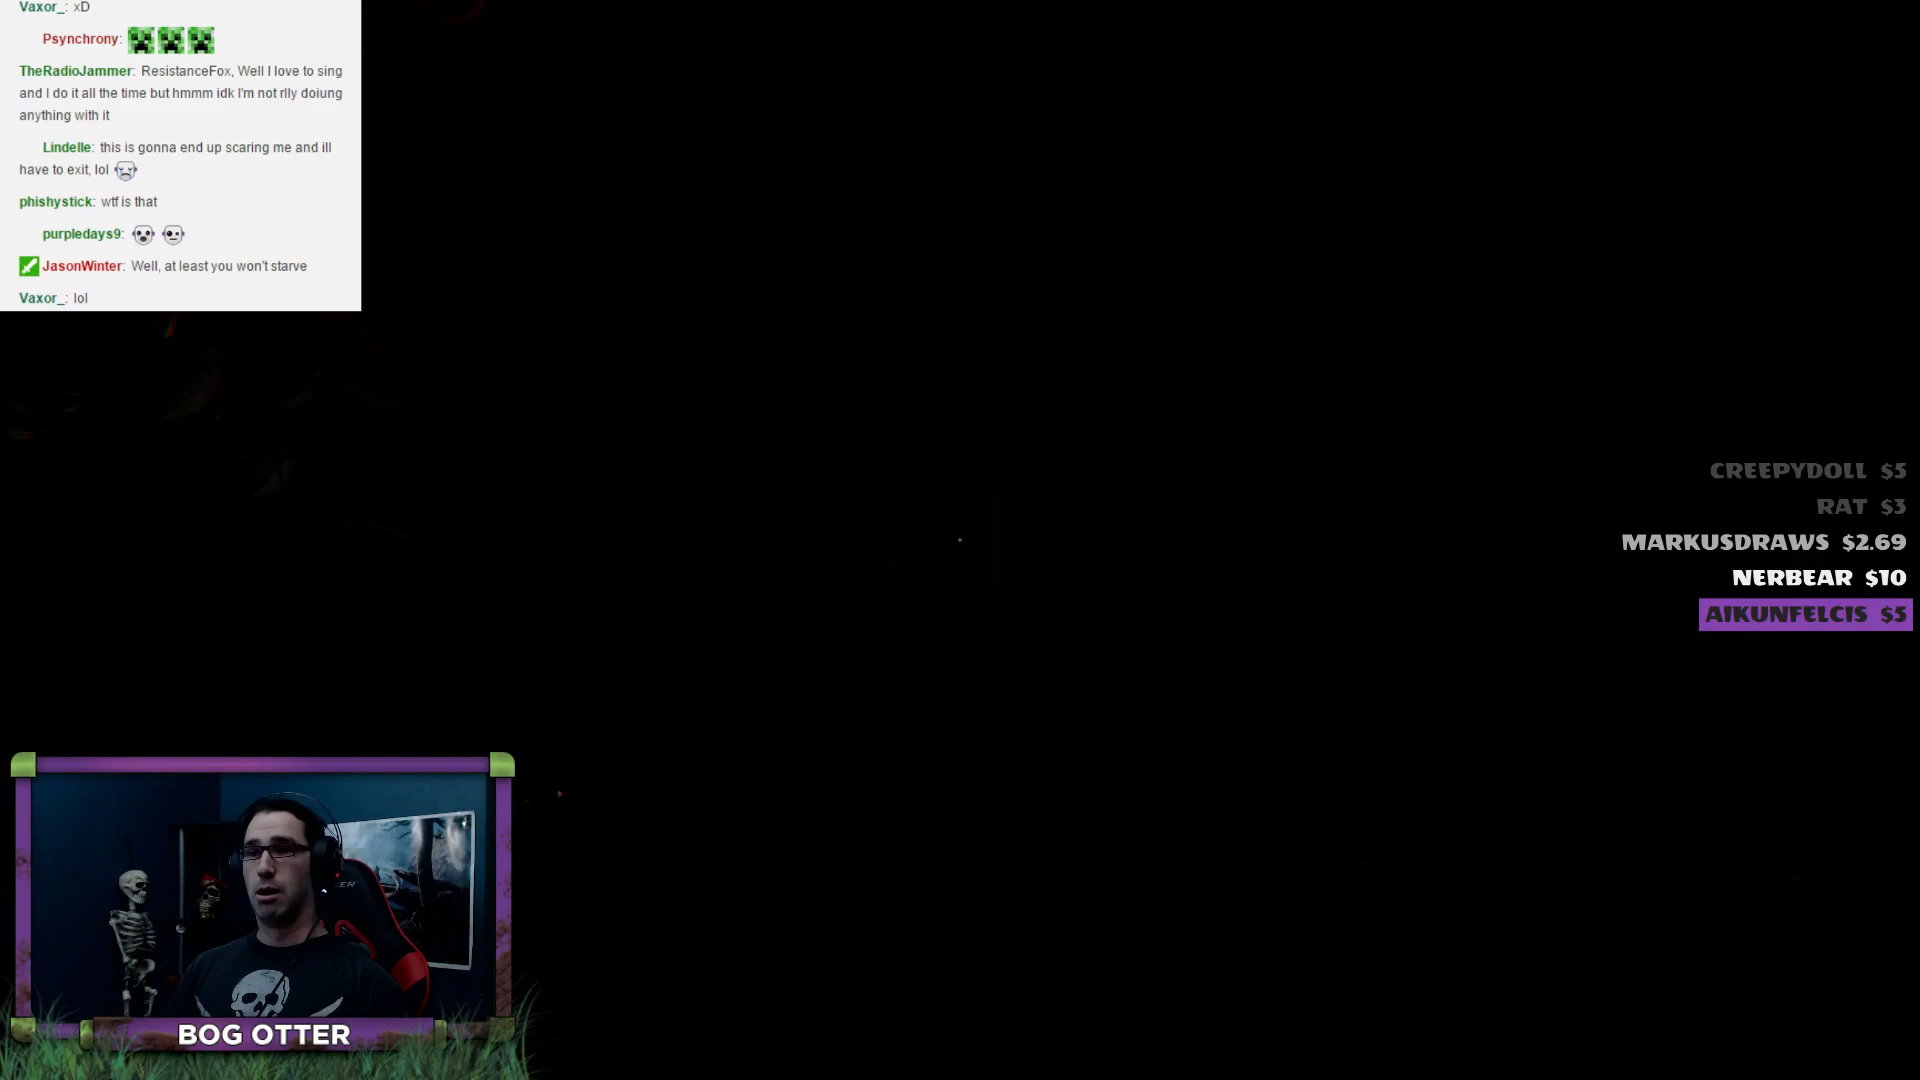 Vaxor_: xD
Psynchrony:
TheRadioJammer: ResistanceFox, Well I love to sing
and I do it all the time but hmmm idk I'm not rlly doiung
anything with it
Lindelle: this is gonna end up scaring me and ill
have to exit, lol
phishystick: wtf is that
purpledays9:
JasonWinter: Well, at least you won't starve
Vaxor_: lol
CREEPYDOLL $5
RAT $3
MARKUSDRAWS $2.69
NERBEAR $10
AIKUNFELCIS $5
BOG OTTER